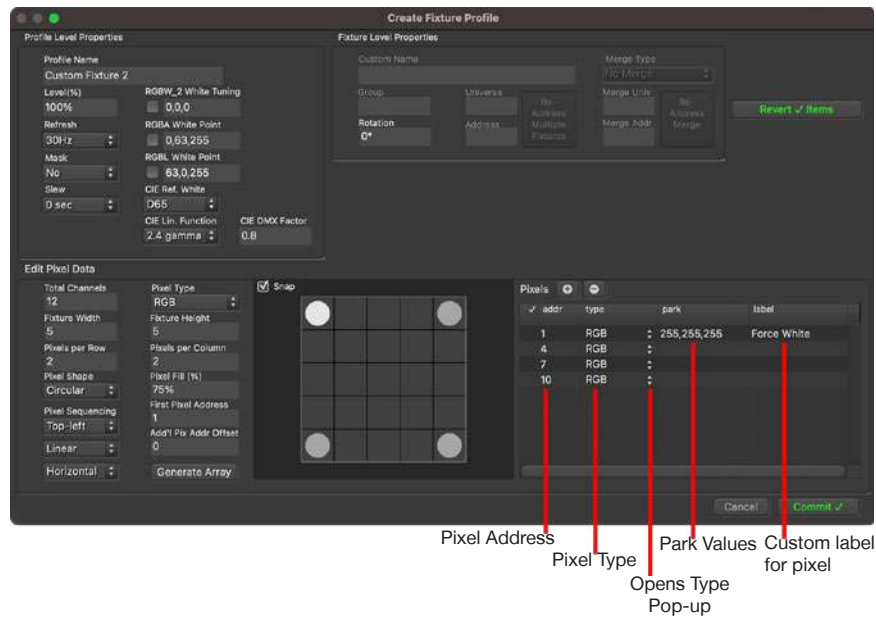 Create Fixture Profile
Profile Level Properties
Profile Name
Custom Fixture 2
Level(%)
100%
RGBW_2 White Tuning
0,0,0
Refresh
30Hz
RGBA White Point
0,63,255
Mask
No
RGBL White Point
63,0,255
Slew
0 sec
CIE Ref. White
D65
CIE Lin. Function
2.4 gamma
CIE DMX Factor
0.8
Fixture Level Properties
Custom Name
Merge Type
No Merge
Group
Universe
Re-
Address
Multiple
Fixtures
Merge Univ
Re-
Address
Merge
Rotation
0°
Address
Merge Addr
Revert ✓ Items
Edit Pixel Data
Total Channels
12
Pixel Type
RGB
Fixture Width
5
Fixture Height
5
Pixels per Row
2
Pixels per Column
2
Pixel Shape
Circular
Pixel Fill (%)
75%
Pixel Sequencing
Top-left
First Pixel Address
1
Linear
Add'l Pix Addr Offset
0
Horizontal
Generate Array
Snap
Pixels
✓ addr type park label
1 RGB 255,255,255 Force White
4 RGB
7 RGB
10 RGB
Cancel
Commit ✓
Pixel Address
Pixel Type
Opens Type
Pop-up
Park Values
Custom label
for pixel